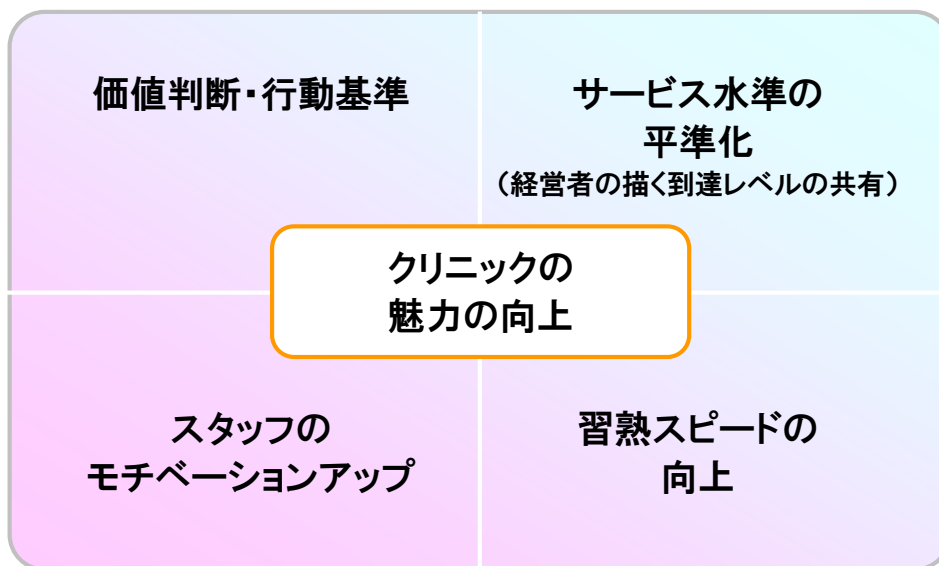 価値判断・行動基準
サービス水準の
平準化
（経営者の描く到達レベルの共有）
クリニックの
魅力の向上
スタッフの
モチベーションアップ
習熟スピードの
向上